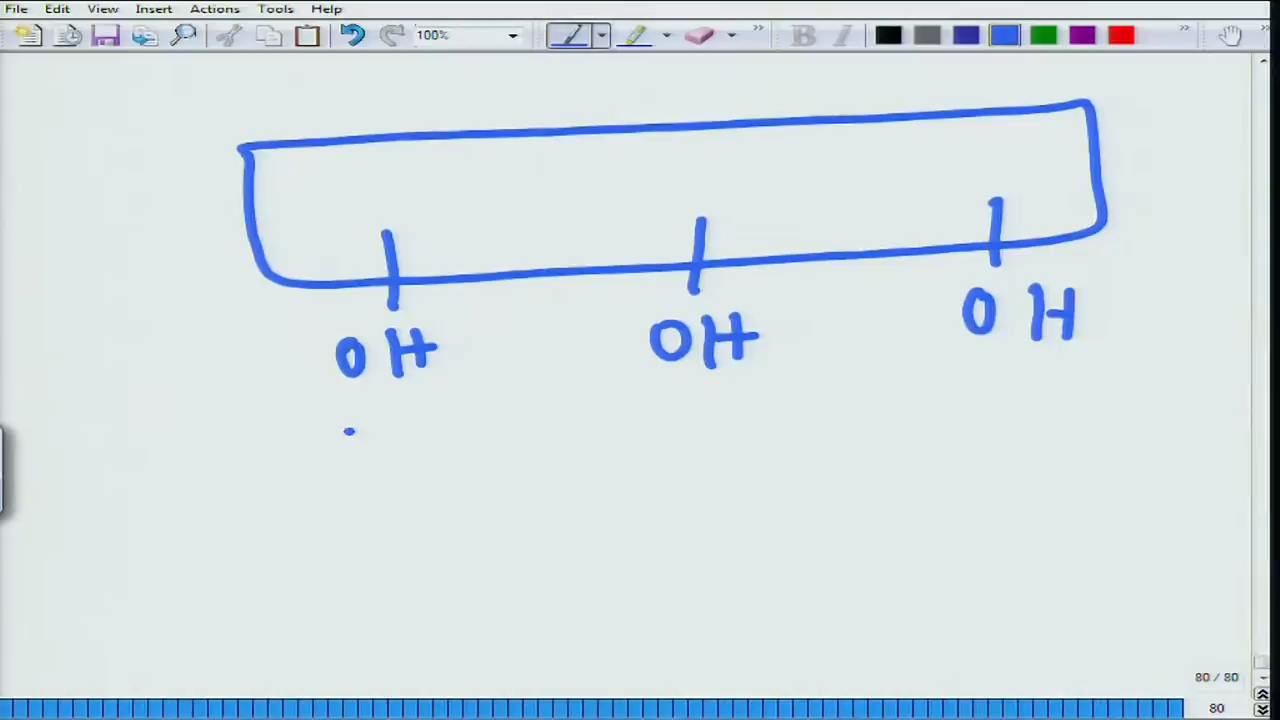 File Edit View Insert Actions Tools Help
100%
B I
OH OH OH
80 / 80
80